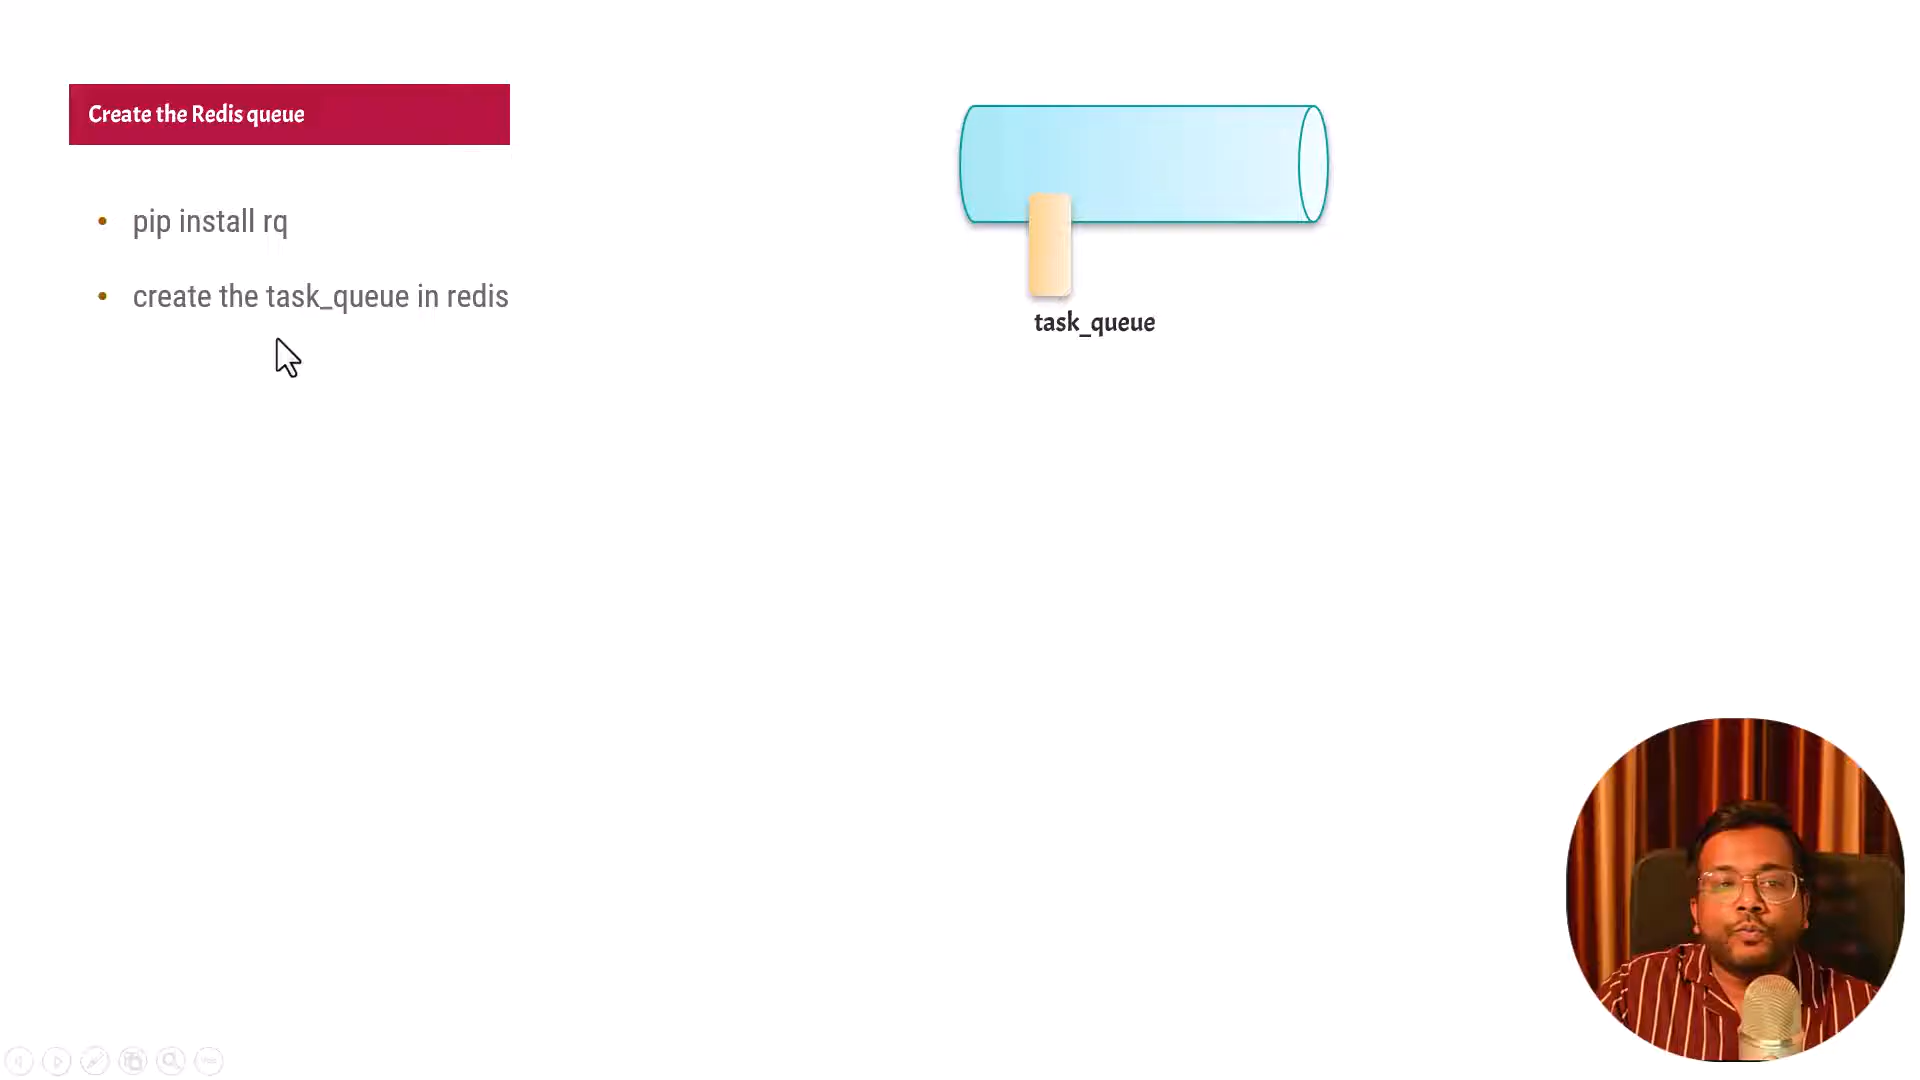 Create the Redis queue
pip install rq
create the task_queue in redis
task_queue